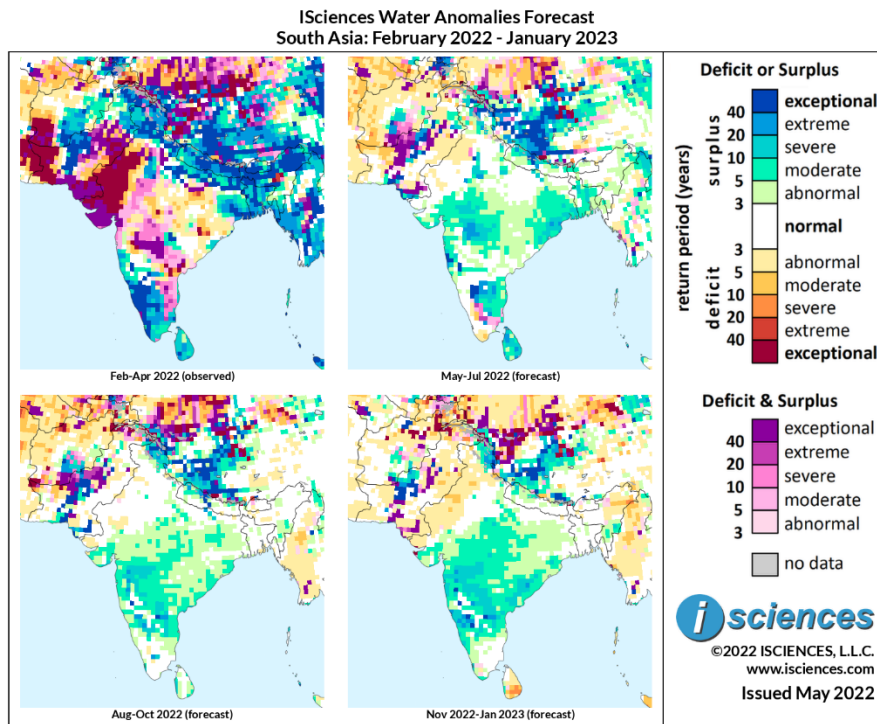 ISciences Water Anomalies Forecast
South Asia: February 2022 - January 2023
Feb-Apr 2022 (observed)
May-Jul 2022 (forecast)
Aug-Oct 2022 (forecast)
Nov 2022-Jan 2023 (forecast)
Deficit or Surplus
return period (years)
surplus
deficit
exceptional
40
extreme
20
severe
10
moderate
5
abnormal
3
normal
3
abnormal
5
moderate
10
severe
20
extreme
40
exceptional
Deficit & Surplus
exceptional
40
extreme
20
severe
10
moderate
5
abnormal
3
no data
i sciences
©2022 ISCIENCES, L.L.C.
www.isciences.com
Issued May 2022